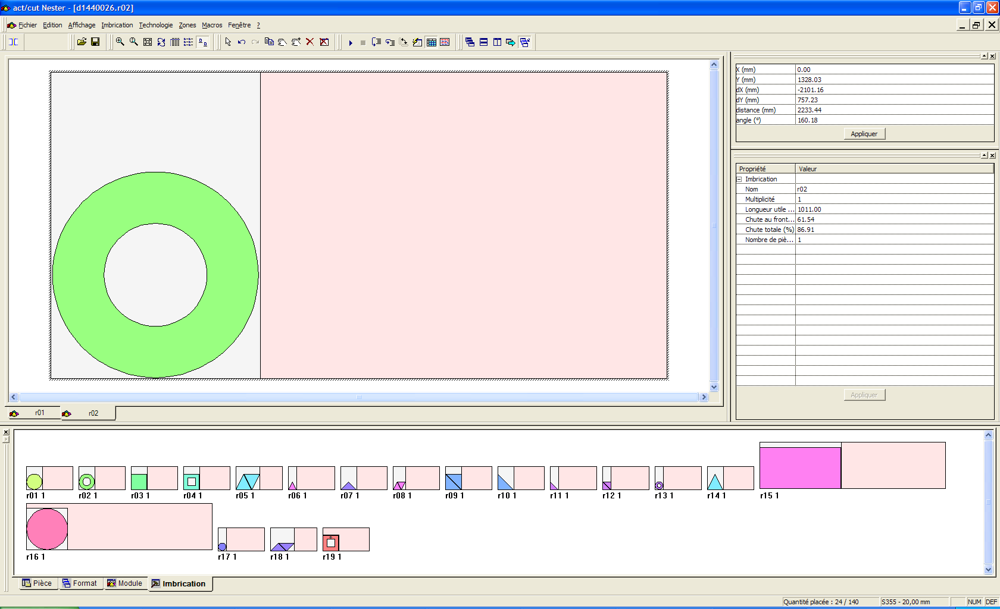 act/cut Nester - [d1440026.r02]
Fichier Edition Affichage Imbrication Technologie Zones Macros Fenêtre ?
X (mm) 0.00
Y (mm) 1328.03
dX (mm) -2101.16
dY (mm) 757.23
distance (mm) 2233.44
angle (°) 160.18
Appliquer
Propriété Valeur
Imbrication
Nom r02
Multiplicité 1
Longueur utile ... 1011.00
Chute au front... 61.54
Chute totale (%) 86.91
Nombre de piè... 1
Appliquer
r01 r02
r01 1 r02 1 r03 1 r04 1 r05 1 r06 1 r07 1 r08 1 r09 1 r10 1 r11 1 r12 1 r13 1 r14 1 r15 1
r16 1 r17 1 r18 1 r19 1
Pièce Format Module Imbrication
Quantité placée : 24 / 140 S355 - 20,00 mm NUM DEF